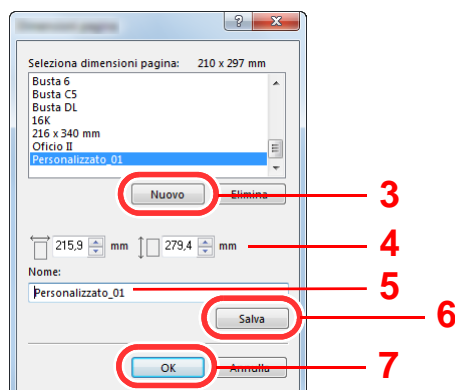 Seleziona dimensioni pagina: 210 x 297 mm
Busta 6
Busta C5
Busta DL
16K
216 x 340 mm
Oficio II
Personalizzato_01
Nuovo Elimina 3
215,9 mm 279,4 mm 4
Nome:
Personalizzato_01 5
Salva 6
OK Annulla 7